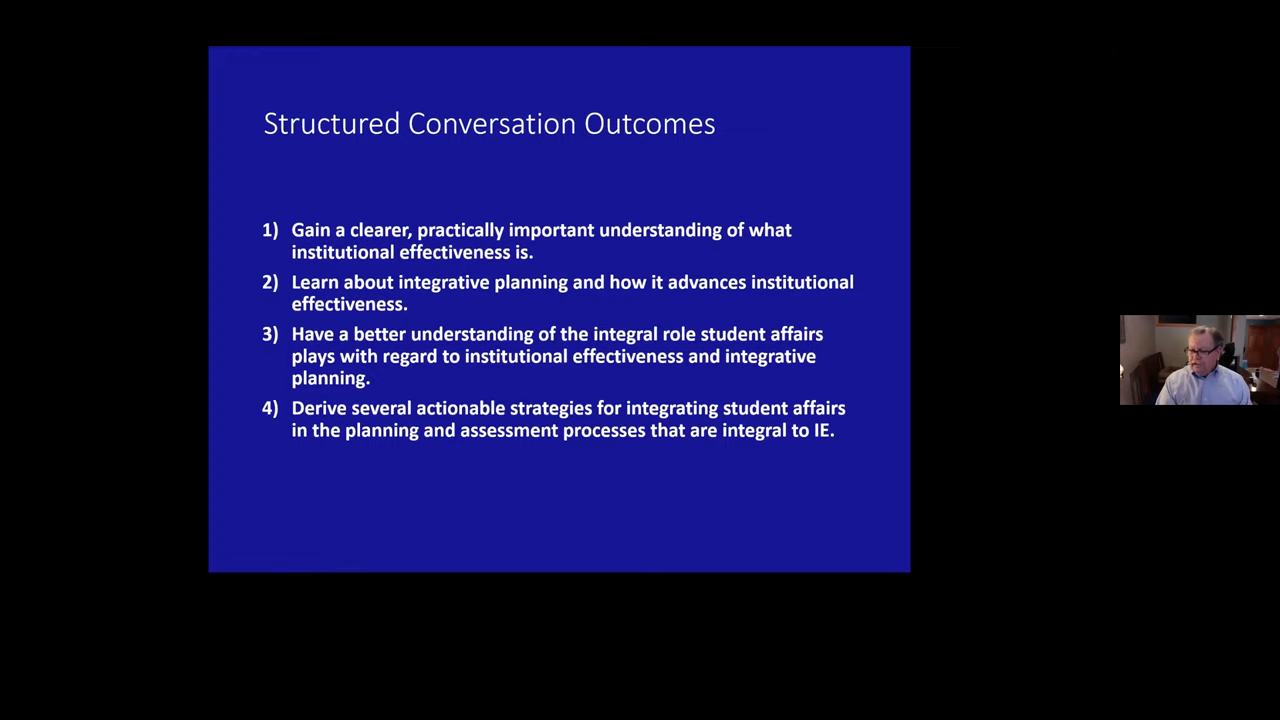 Structured Conversation Outcomes
1) Gain a clearer, practically important understanding of what
institutional effectiveness is.
2) Learn about integrative planning and how it advances institutional
effectiveness.
3) Have a better understanding of the integral role student affairs
plays with regard to institutional effectiveness and integrative
planning.
4) Derive several actionable strategies for integrating student affairs
in the planning and assessment processes that are integral to IE.